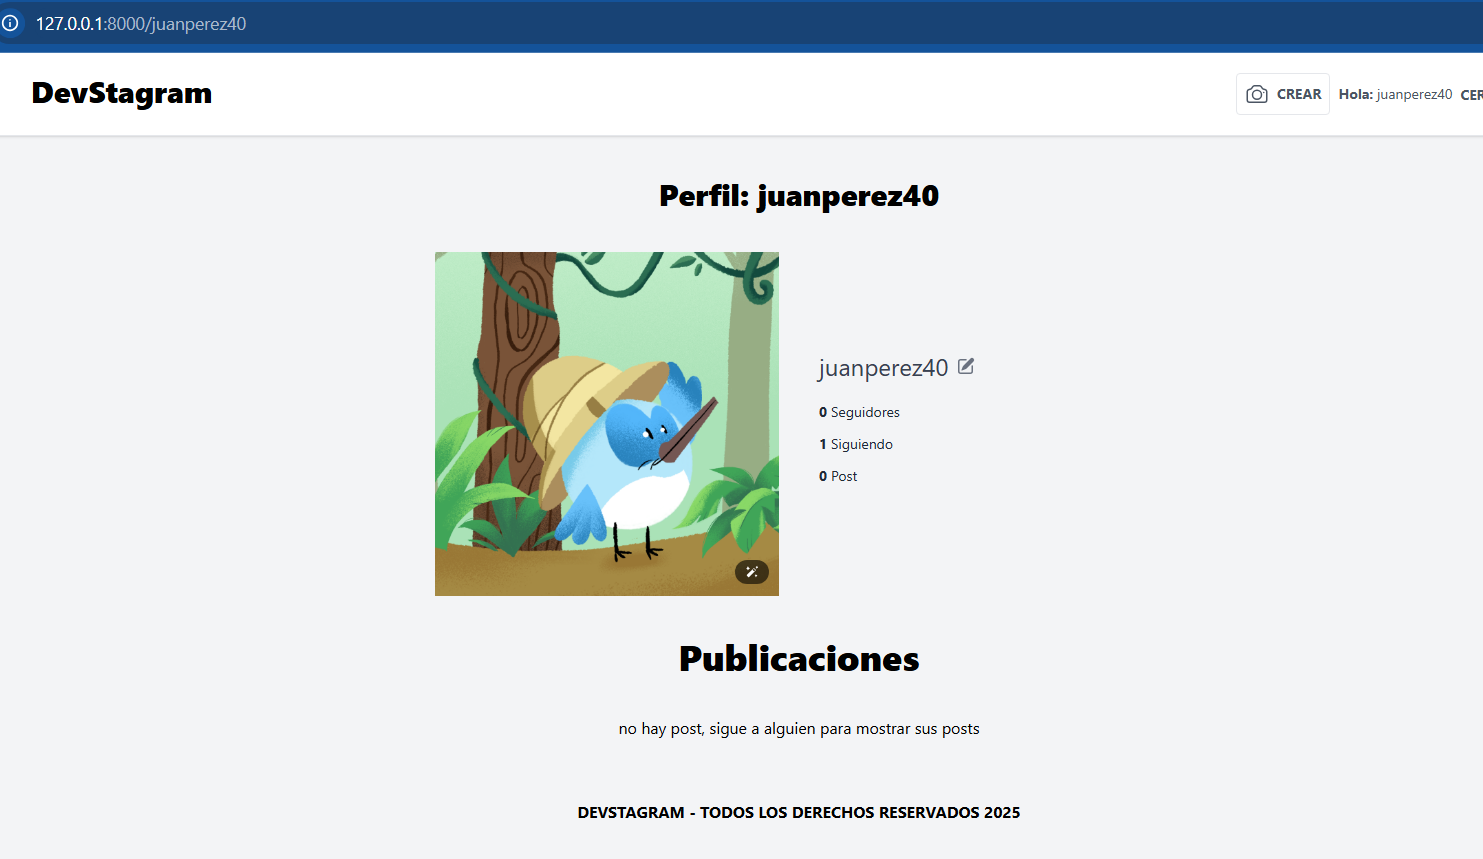 127.0.0.1:8000/juanperez40
DevStagram
CREAR Hola: juanperez40 CER
Perfil: juanperez40
juanperez40
0 Seguidores
1 Siguiendo
0 Post
Publicaciones
no hay post, sigue a alguien para mostrar sus posts
DEVSTAGRAM - TODOS LOS DERECHOS RESERVADOS 2025